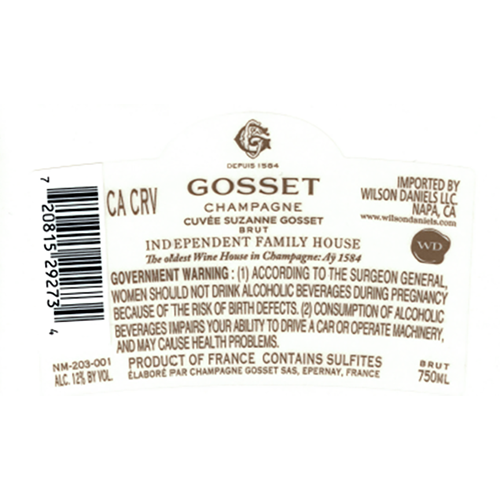 DEPUIS 1584
GOSSET
CHAMPAGNE
CUVÉE SUZANNE GOSSET
BRUT
INDEPENDENT FAMILY HOUSE
The oldest Wine House in Champagne: Aÿ 1584
CA CRV
7 20815 29273 4
IMPORTED BY
WILSON DANIELS LLC.
NAPA, CA
www.wilsondaniels.com
WD
GOVERNMENT WARNING : (1) ACCORDING TO THE SURGEON GENERAL,
WOMEN SHOULD NOT DRINK ALCOHOLIC BEVERAGES DURING PREGNANCY
BECAUSE OF THE RISK OF BIRTH DEFECTS. (2) CONSUMPTION OF ALCOHOLIC
BEVERAGES IMPAIRS YOUR ABILITY TO DRIVE A CAR OR OPERATE MACHINERY,
AND MAY CAUSE HEALTH PROBLEMS.
NM-203-001
ALC. 12% BY VOL.
PRODUCT OF FRANCE CONTAINS SULFITES
ÉLABORÉ PAR CHAMPAGNE GOSSET SAS, EPERNAY, FRANCE
BRUT
750ML